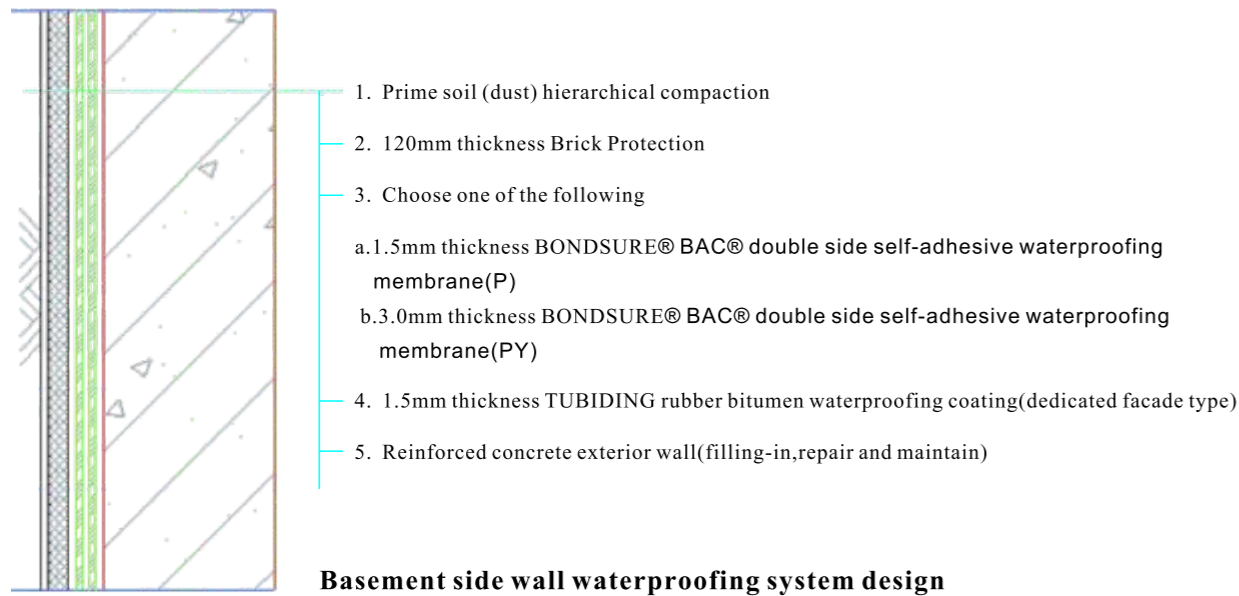 1. Prime soil (dust) hierarchical compaction
2. 120mm thickness Brick Protection
3. Choose one of the following
a.1.5mm thickness BONDSURE® BAC® double side self-adhesive waterproofing
membrane(P)
b.3.0mm thickness BONDSURE® BAC® double side self-adhesive waterproofing
membrane(PY)
4. 1.5mm thickness TUBIDING rubber bitumen waterproofing coating(dedicated facade type)
5. Reinforced concrete exterior wall(filling-in,repair and maintain)
Basement side wall waterproofing system design